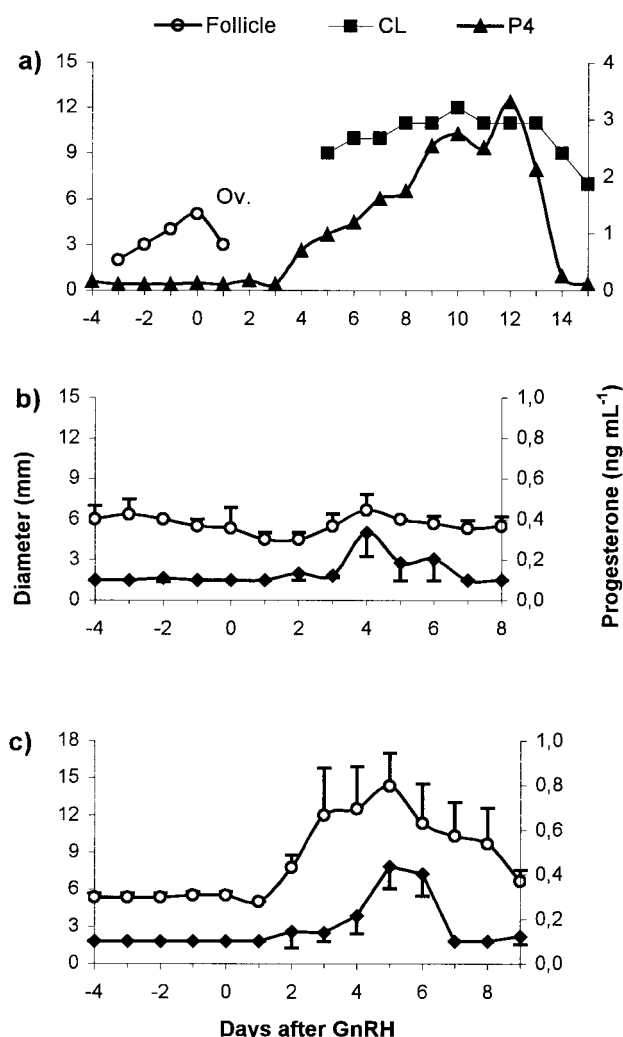 Follicle CL P4
a)
15 4
12 3
9
Ov. 2
6
3 1
0 0
-4 -2 0 2 4 6 8 10 12 14
b)
15 1,0
12 0,8
9 0,6
6 0,4
3 0,2
0 0,0
-4 -2 0 2 4 6 8
Diameter (mm)
Progesterone (ng mL-1)
c)
18 1,0
15 0,8
12
0,6
9
0,4
6
3 0,2
0 0,0
-4 -2 0 2 4 6 8
Days after GnRH